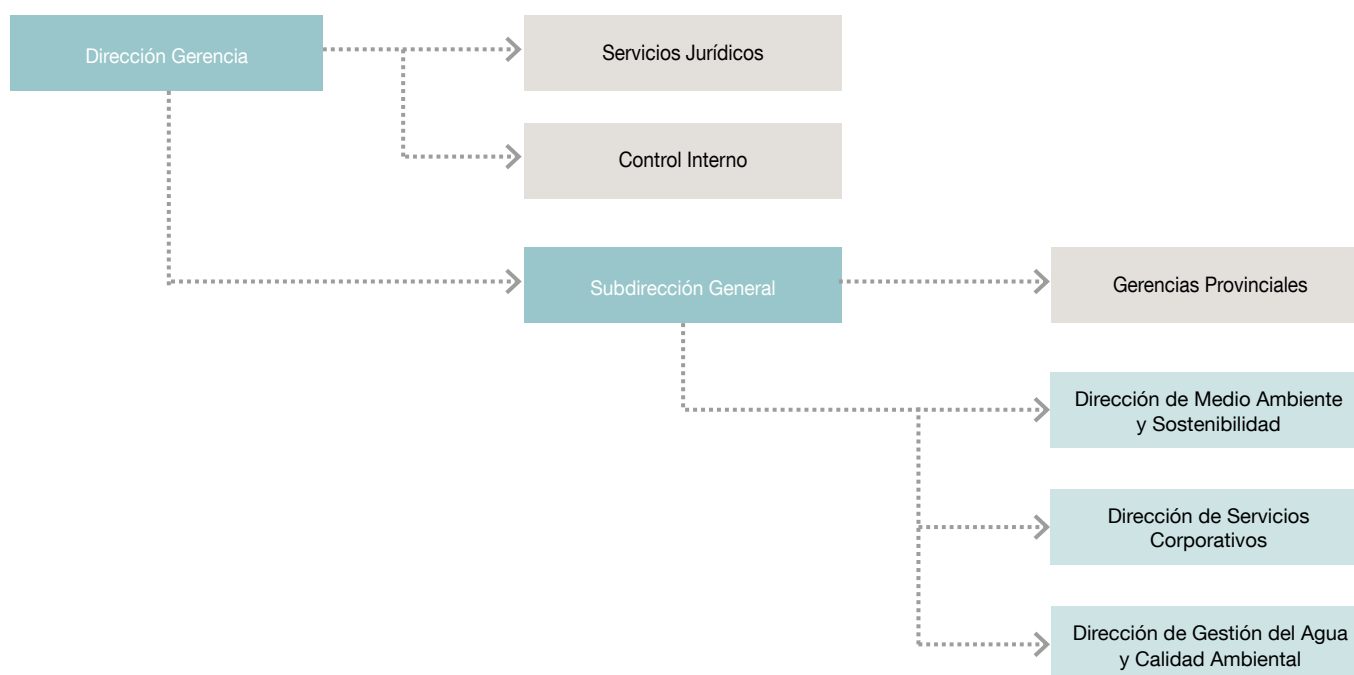 Dirección Gerencia
Servicios Jurídicos
Control Interno
Subdirección General
Gerencias Provinciales
Dirección de Medio Ambiente
y Sostenibilidad
Dirección de Servicios
Corporativos
Dirección de Gestión del Agua
y Calidad Ambiental